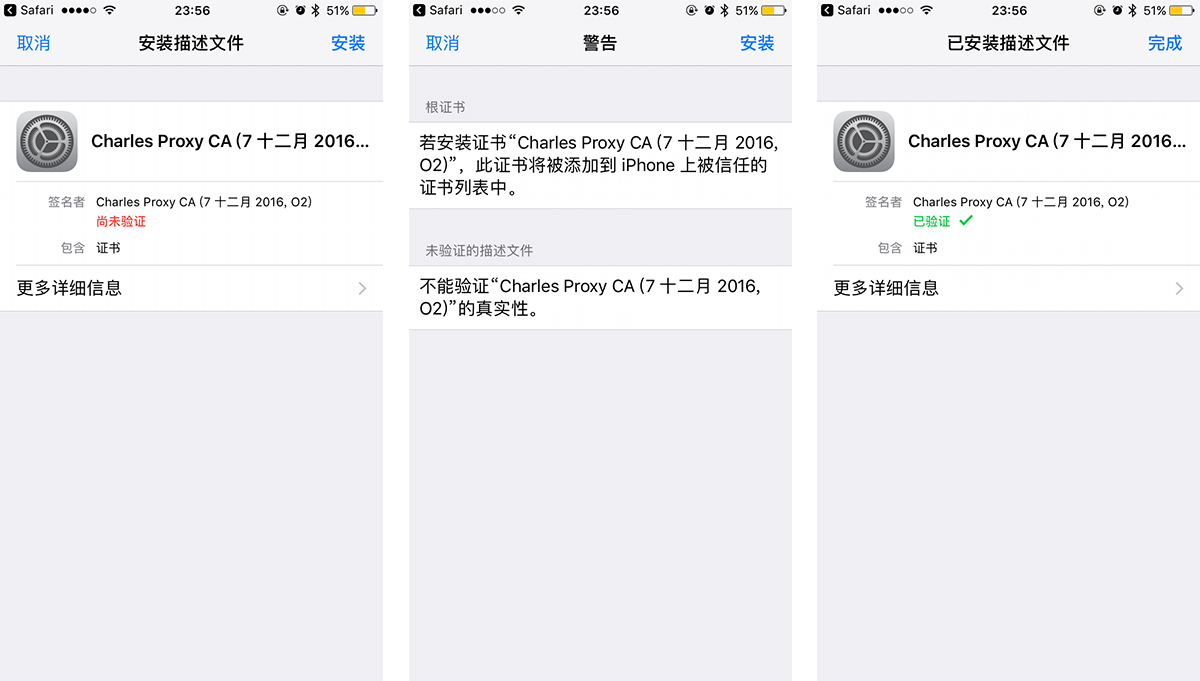 Safari 23:56 51%
取消 安装描述文件 安装
Charles Proxy CA (7 十二月 2016...
签名者 Charles Proxy CA (7 十二月 2016, O2)
尚未验证
包含 证书
更多详细信息
Safari 23:56 51%
取消 警告 安装
根证书
若安装证书“Charles Proxy CA (7 十二月 2016,
O2)”，此证书将被添加到 iPhone 上被信任的
证书列表中。
未验证的描述文件
不能验证“Charles Proxy CA (7 十二月 2016,
O2)”的真实性。
Safari 23:56 51%
已安装描述文件 完成
Charles Proxy CA (7 十二月 2016...
签名者 Charles Proxy CA (7 十二月 2016, O2)
已验证
包含 证书
更多详细信息